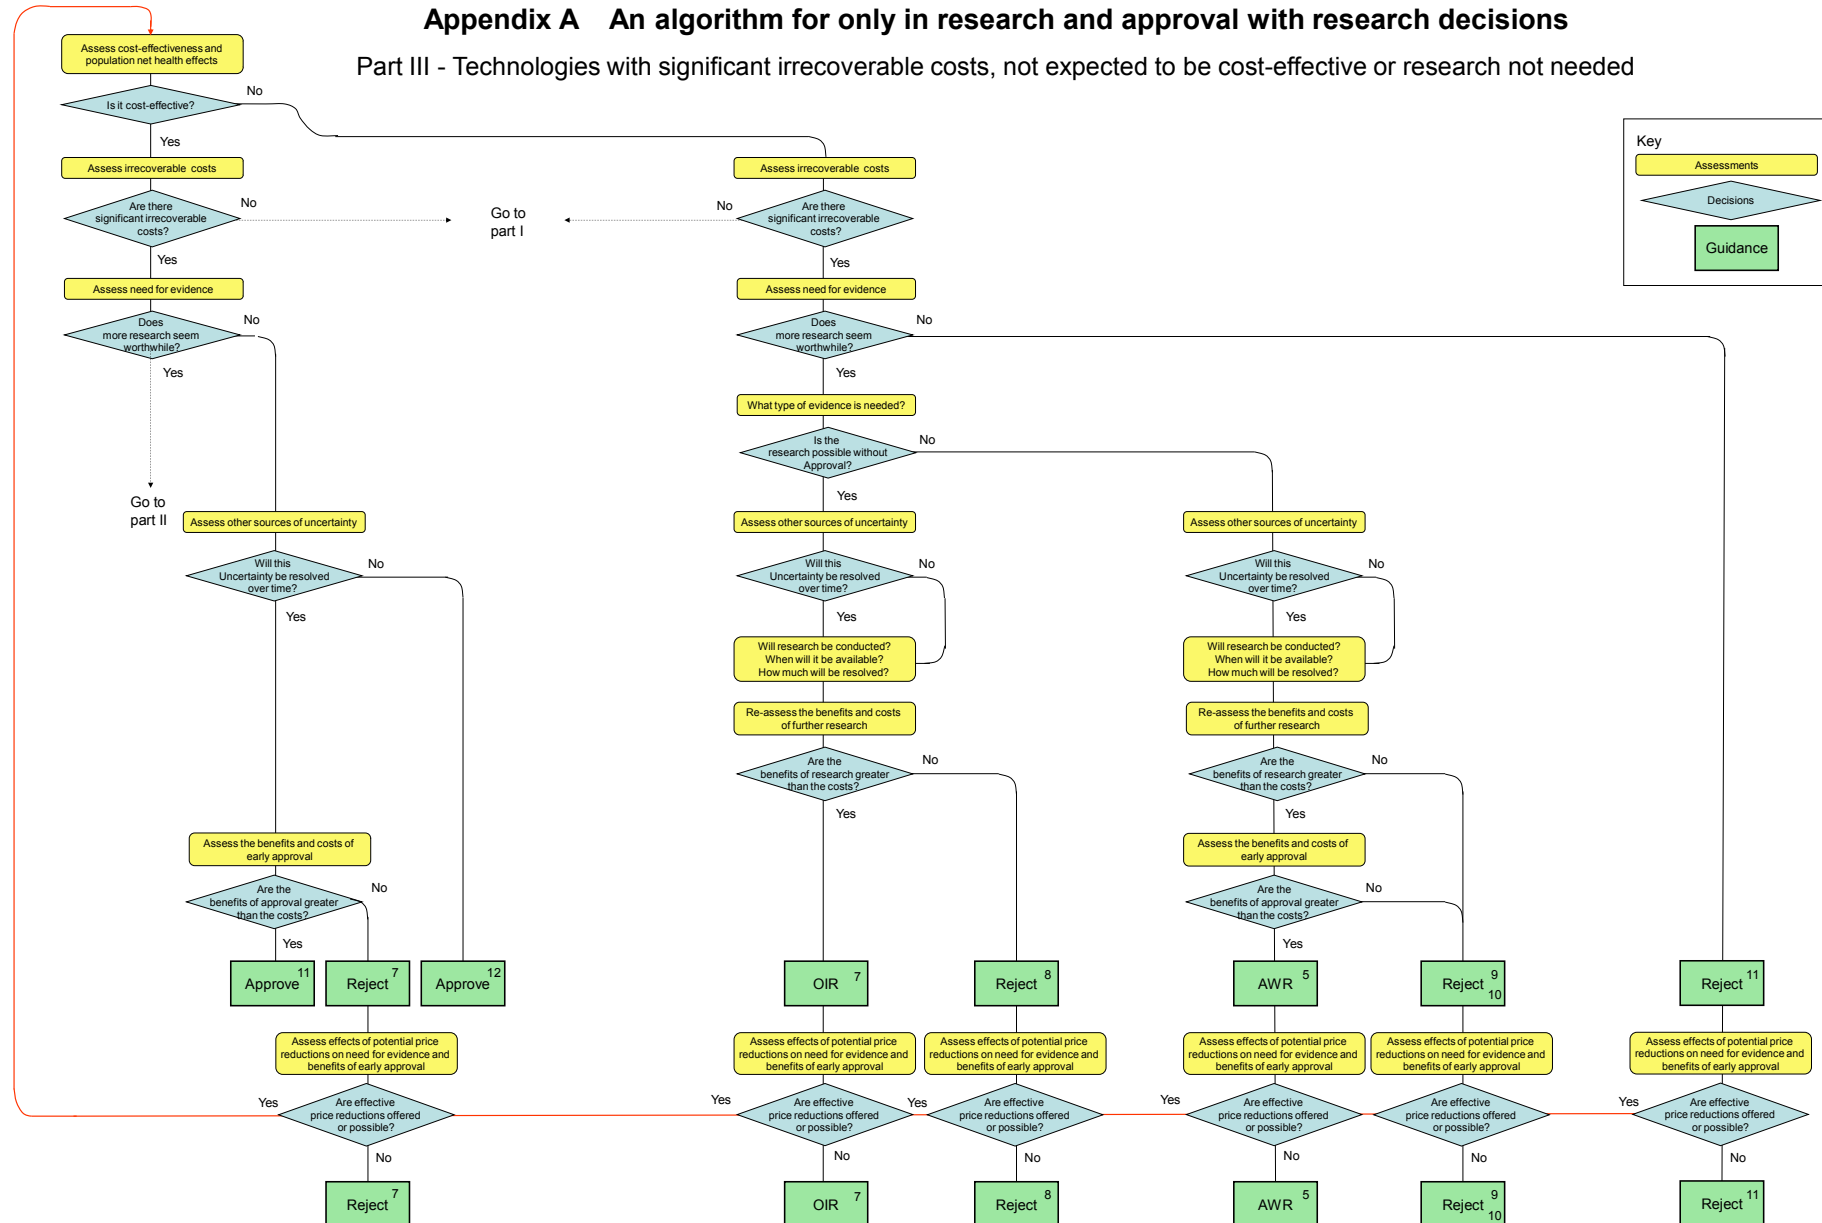 Appendix A    An algorithm for only in research and approval with research decisions
Part III - Technologies with significant irrecoverable costs, not expected to be cost-effective or research not needed
Assess cost-effectiveness and
population net health effects
Is it cost-effective?
No
Yes
Key
Assessments
Decisions
Guidance
Assess irrecoverable costs
Assess irrecoverable costs
Are there
significant irrecoverable
costs?
No
Go to
part I
No
Are there
significant irrecoverable
costs?
Yes
Yes
Assess need for evidence
Assess need for evidence
Does
more research seem
worthwhile?
No
Yes
Does
more research seem
worthwhile?
No
Yes
What type of evidence is needed?
Is the
research possible without
Approval?
No
Yes
Go to
part II
Assess other sources of uncertainty
Assess other sources of uncertainty
Assess other sources of uncertainty
Will this
Uncertainty be resolved
over time?
No
Yes
Will this
Uncertainty be resolved
over time?
No
Yes
Will this
Uncertainty be resolved
over time?
No
Yes
Will research be conducted?
When will it be available?
How much will be resolved?
Will research be conducted?
When will it be available?
How much will be resolved?
Re-assess the benefits and costs
of further research
Re-assess the benefits and costs
of further research
Are the
benefits of research greater
than the costs?
No
Yes
Are the
benefits of research greater
than the costs?
No
Yes
Assess the benefits and costs of
early approval
Assess the benefits and costs of
early approval
Are the
benefits of approval greater
than the costs?
No
Yes
Are the
benefits of approval greater
than the costs?
No
Yes
Approve 11
Reject 7
Approve 12
OIR 7
Reject 8
AWR 5
Reject 9
10
Reject 11
Assess effects of potential price
reductions on need for evidence and
benefits of early approval
Assess effects of potential price
reductions on need for evidence and
benefits of early approval
Assess effects of potential price
reductions on need for evidence and
benefits of early approval
Assess effects of potential price
reductions on need for evidence and
benefits of early approval
Assess effects of potential price
reductions on need for evidence and
benefits of early approval
Assess effects of potential price
reductions on need for evidence and
benefits of early approval
Yes
Are effective
price reductions offered
or possible?
No
Yes
Are effective
price reductions offered
or possible?
No
Yes
Are effective
price reductions offered
or possible?
No
Yes
Are effective
price reductions offered
or possible?
No
Are effective
price reductions offered
or possible?
No
Yes
Are effective
price reductions offered
or possible?
No
Reject 7
OIR 7
Reject 8
AWR 5
Reject 9
10
Reject 11